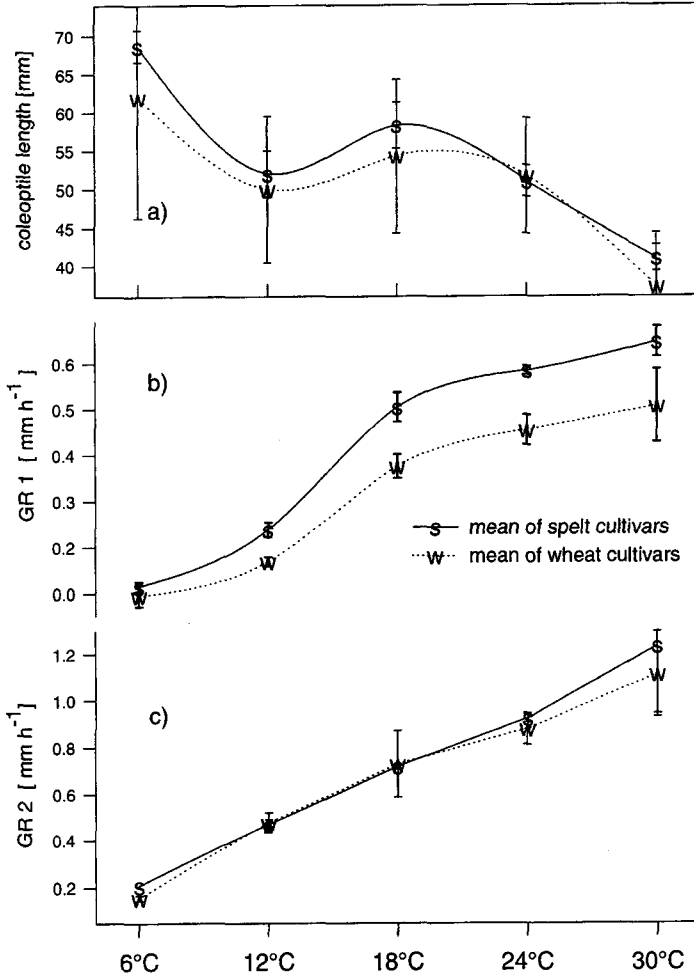 coleoptile length [mm]
70
65
60
55
50
45
40
a)
S
W
S
W
S
W
S
W
S
W
GR 1 [ mm h-1]
0.6
0.5
0.4
0.3
0.2
0.0
b)
S
W
S
W
S
W
S
W
S
W
S mean of spelt cultivars
W mean of wheat cultivars
GR 2 [ mm h-1]
1.2
1.0
0.8
0.6
0.4
0.2
c)
S
W
S
W
S
W
S
W
S
W
6°C 12°C 18°C 24°C 30°C